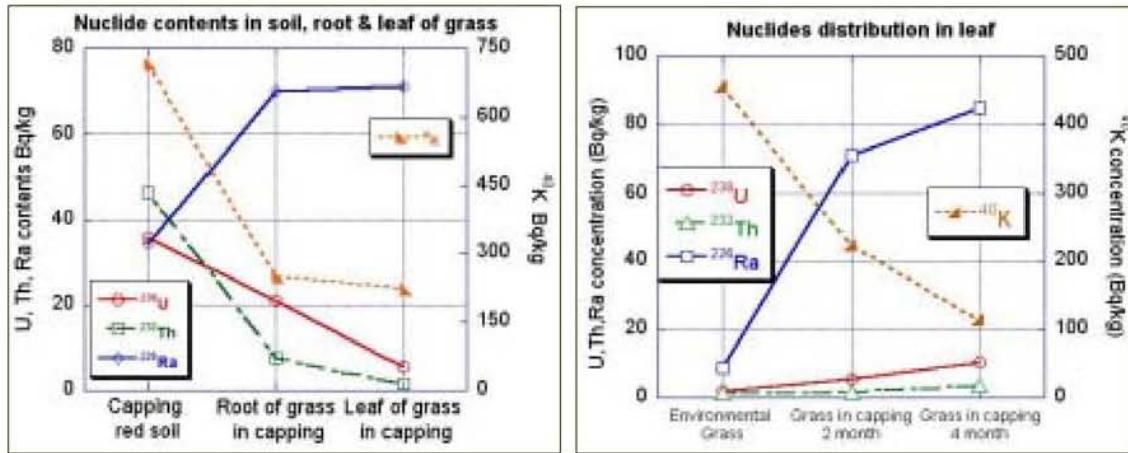 Nuclide contents in soil, root & leaf of grass
U, Th, Ra contents Bq/kg
80
60
40
20
0
750
600
450
300
150
0
⁴⁰K, Bq/kg
²³⁸U
²³²Th
²²⁶Ra
Capping
red soil
Root of grass
in capping
Leaf of grass
in capping
Nuclides distribution in leaf
U,Th,Ra concentration (Bq/kg)
100
80
60
40
20
0
500
400
300
200
100
0
⁴⁰K concentration (Bq/kg)
²³⁸U
Th
²²⁶Ra
⁴⁰K
Environmental
Grass
Grass in capping
2 month
Grass in capping
4 month